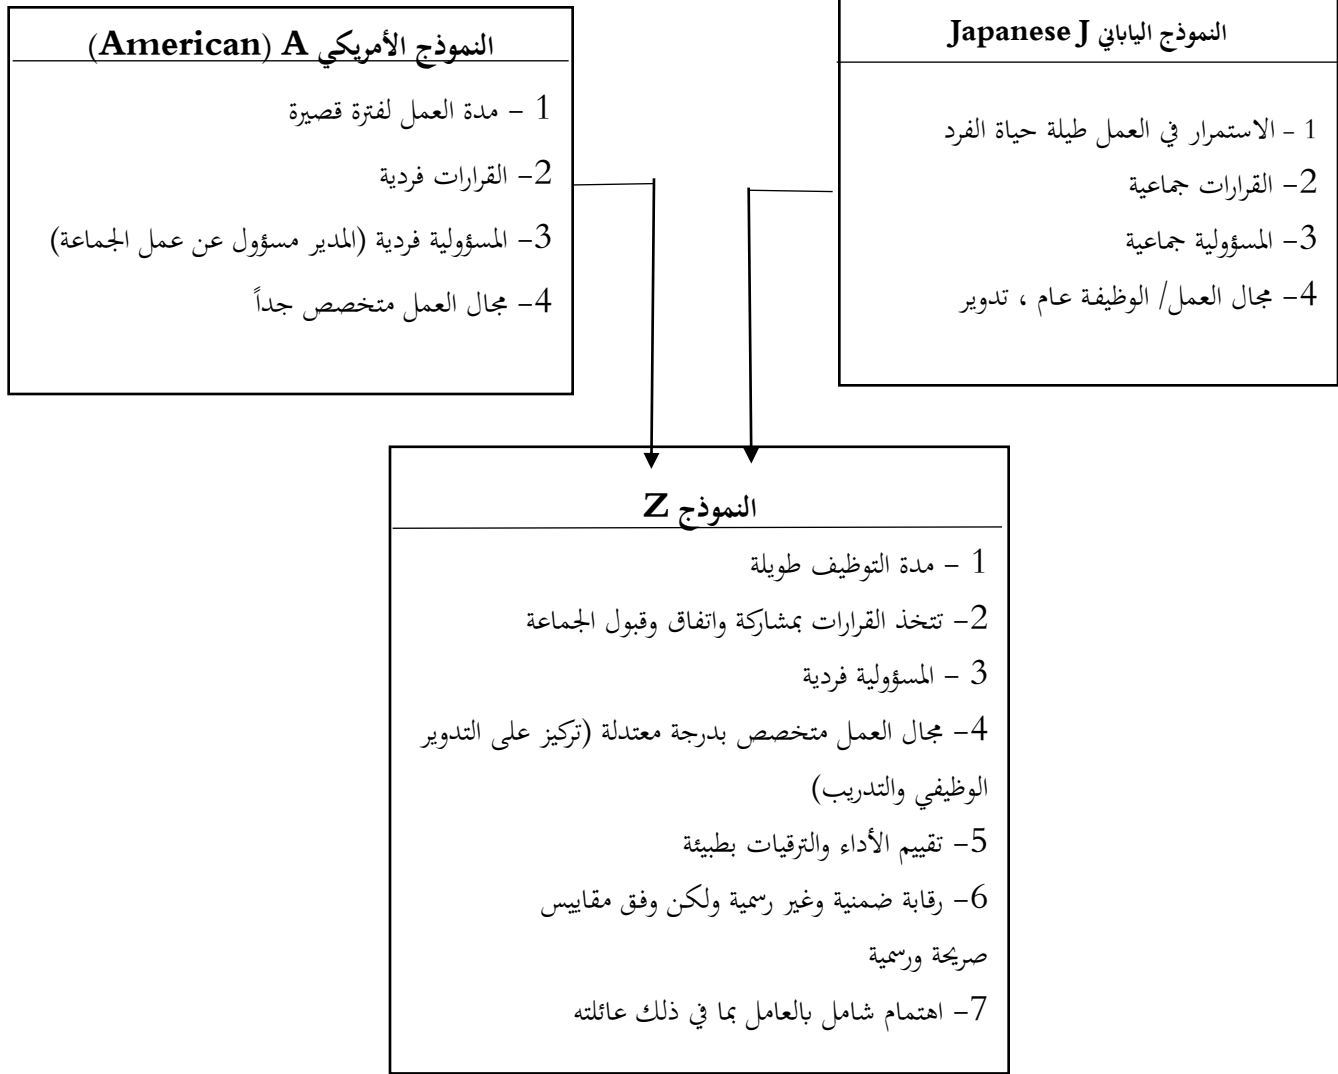 النموذج الياباني Japanese J
1 - الاستمرار في العمل طيلة حياة الفرد
2- القرارات جماعية
3- المسؤولية جماعية
4- مجال العمل/ الوظيفة عام ، تدوير
النموذج الأمريكي A (American)
1 - مدة العمل لفترة قصيرة
2- القرارات فردية
3- المسؤولية فردية (المدير مسؤول عن عمل الجماعة)
4- مجال العمل متخصص جداً
النموذج Z
1 - مدة التوظيف طويلة
2- تتخذ القرارات بمشاركة واتفاق وقبول الجماعة
3 - المسؤولية فردية
4- مجال العمل متخصص بدرجة معتدلة (تركيز على التدوير
الوظيفي والتدريب)
5- تقييم الأداء والترقيات بطبيئة
6- رقابة ضمنية وغير رسمية ولكن وفق مقاييس
صريحة ورسمية
7- اهتمام شامل بالعامل بما في ذلك عائلته